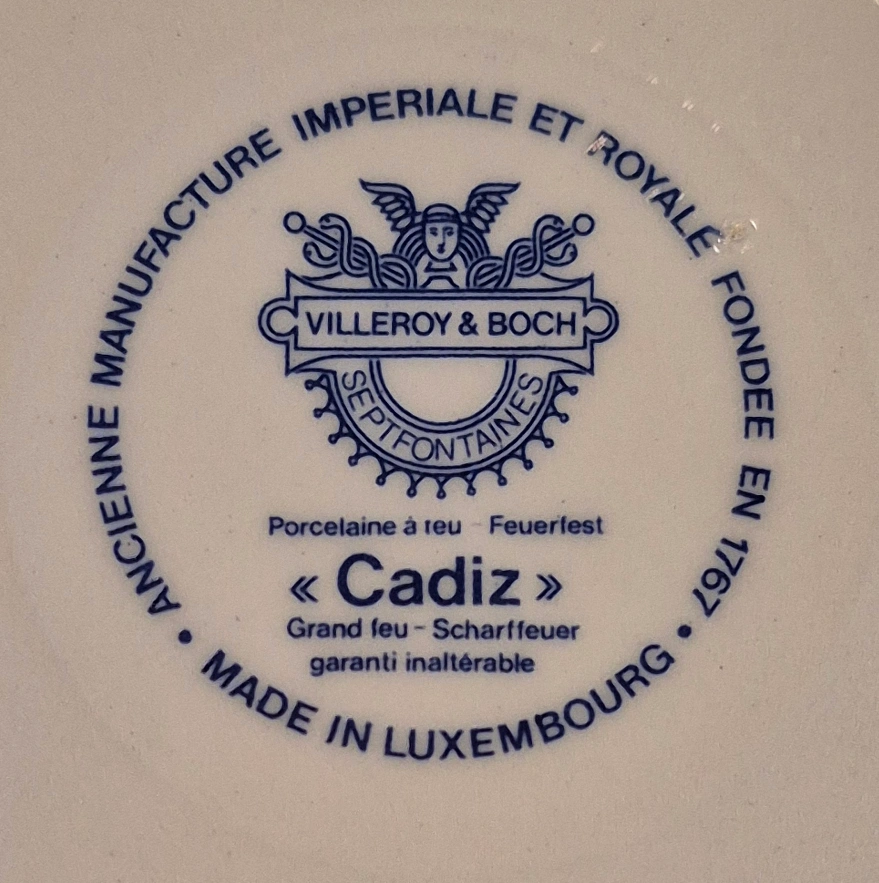 ANCIENNE MANUFACTURE IMPERIALE ET ROYALE FONDEE EN 1767 •
VILLEROY & BOCH
SEPTFONTAINES
Porcelaine à feu - Feuerfest
« Cadiz »
Grand feu - Scharffeuer
garanti inaltérable
• MADE IN LUXEMBOURG